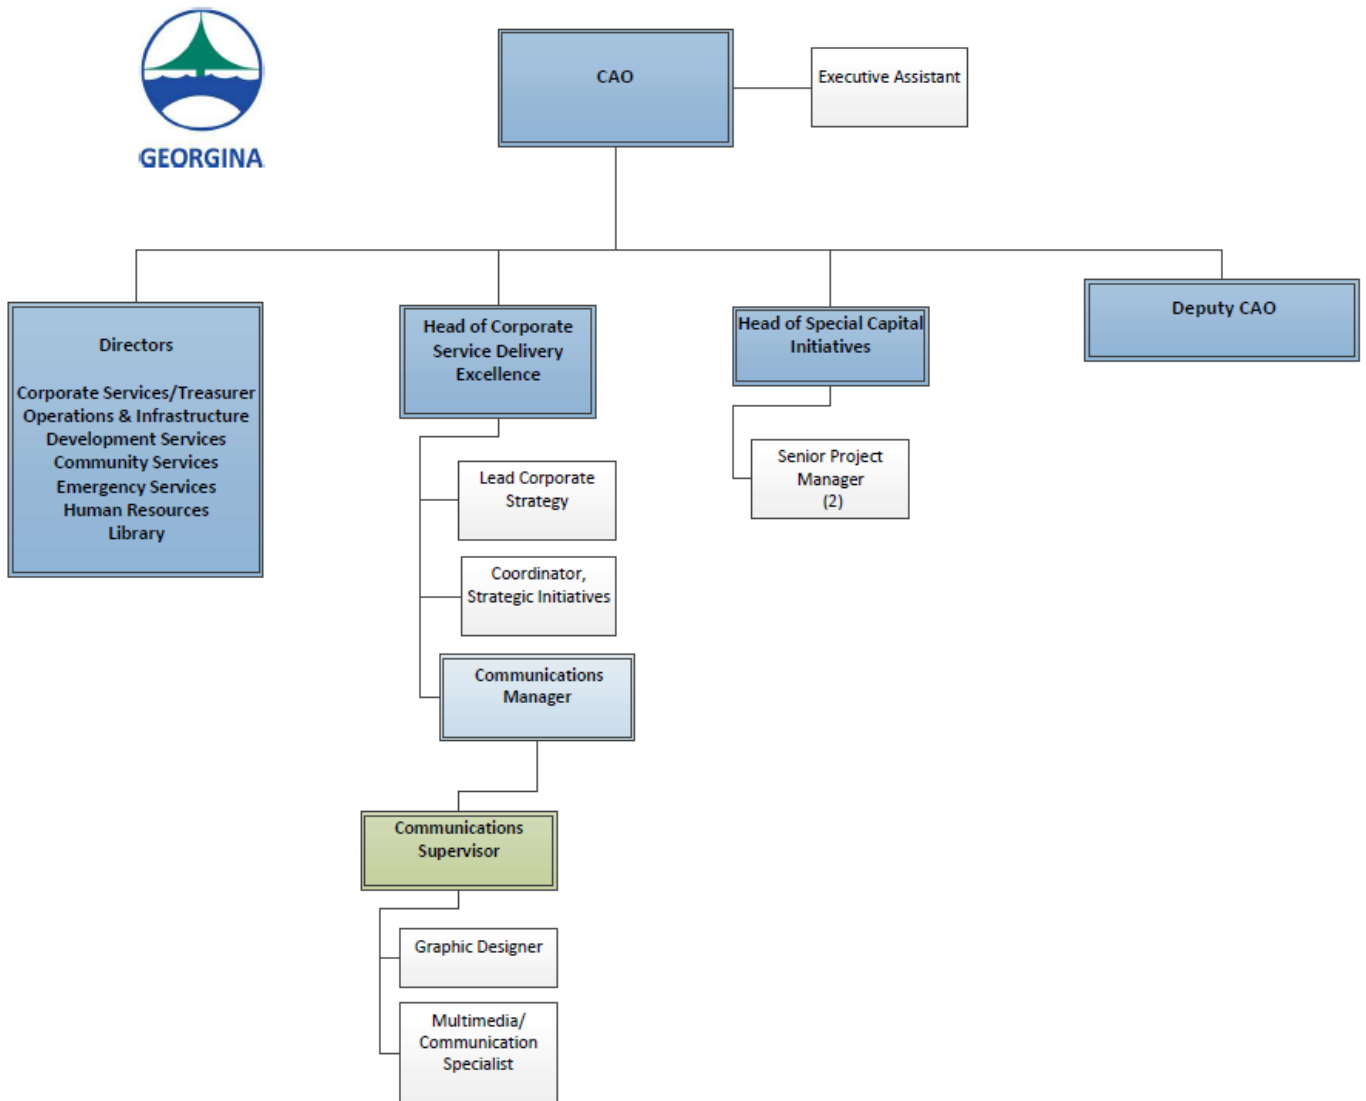 GEORGINA
CAO
Executive Assistant
Directors
Corporate Services/Treasurer
Operations & Infrastructure
Development Services
Community Services
Emergency Services
Human Resources
Library
Head of Corporate
Service Delivery
Excellence
Head of Special Capital
Initiatives
Deputy CAO
Lead Corporate
Strategy
Coordinator,
Strategic Initiatives
Communications
Manager
Senior Project
Manager
(2)
Communications
Supervisor
Graphic Designer
Multimedia/
Communication
Specialist